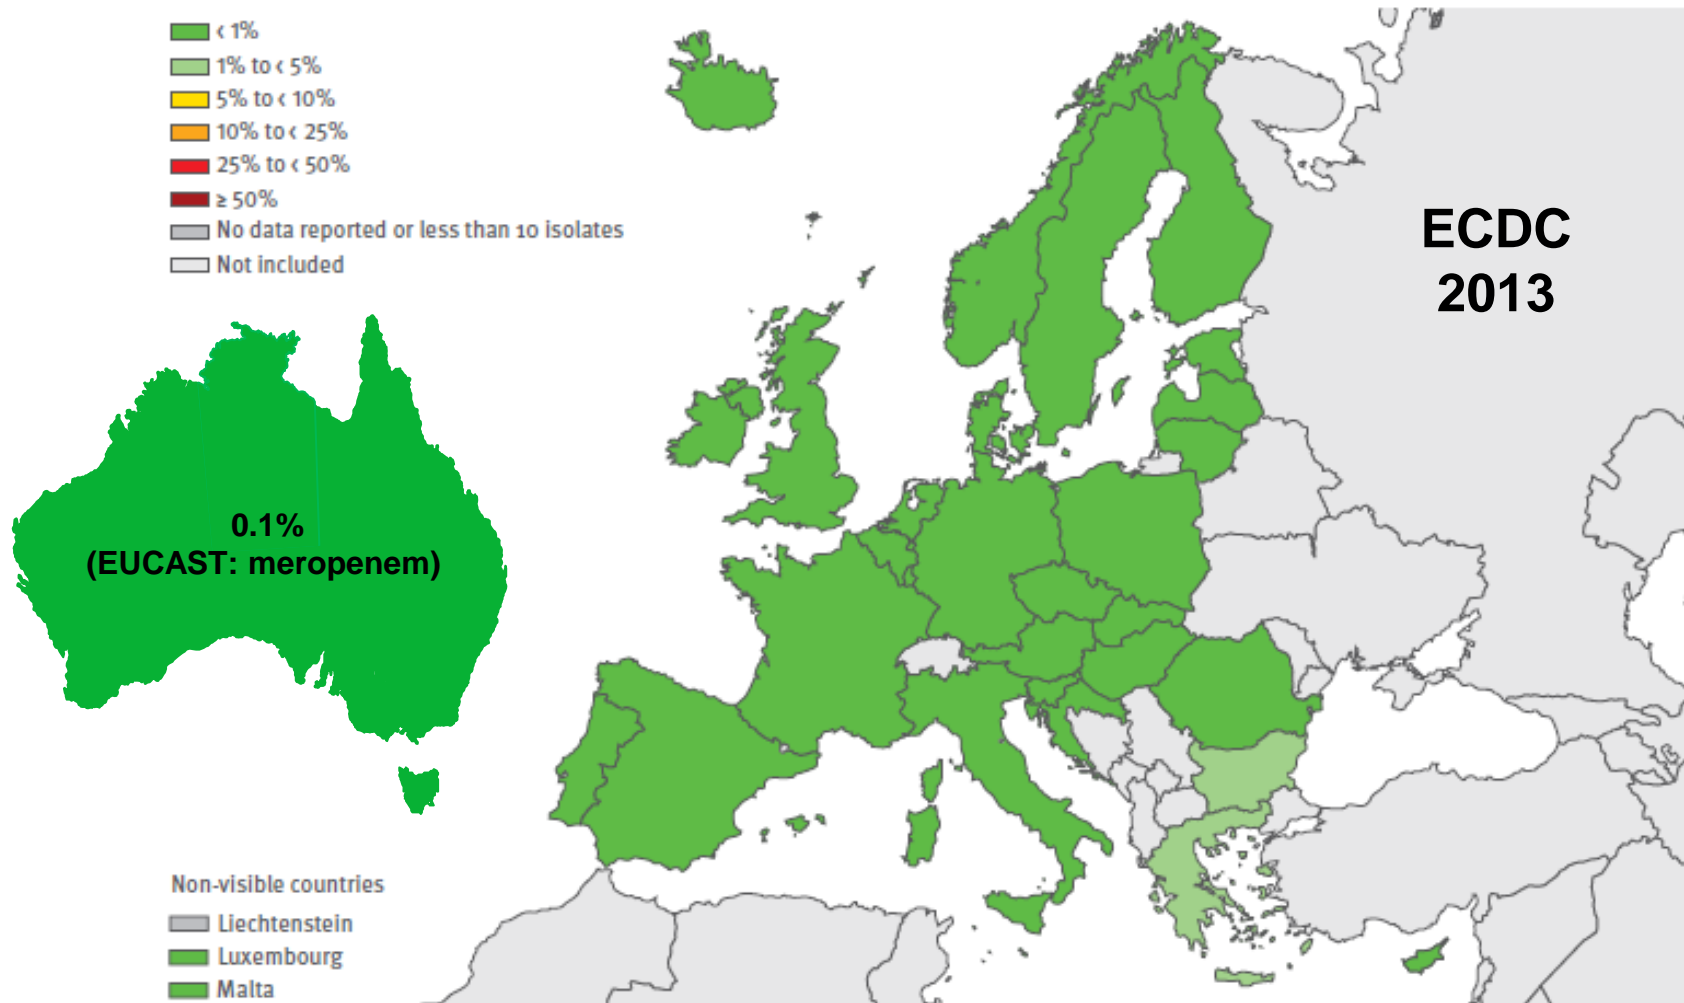 ‹ 1%
1% to ‹ 5%
5% to ‹ 10%
10% to ‹ 25%
25% to ‹ 50%
≥ 50%
No data reported or less than 10 isolates
Not included
ECDC
2013
0.1%
(EUCAST: meropenem)
Non-visible countries
Liechtenstein
Luxembourg
Malta